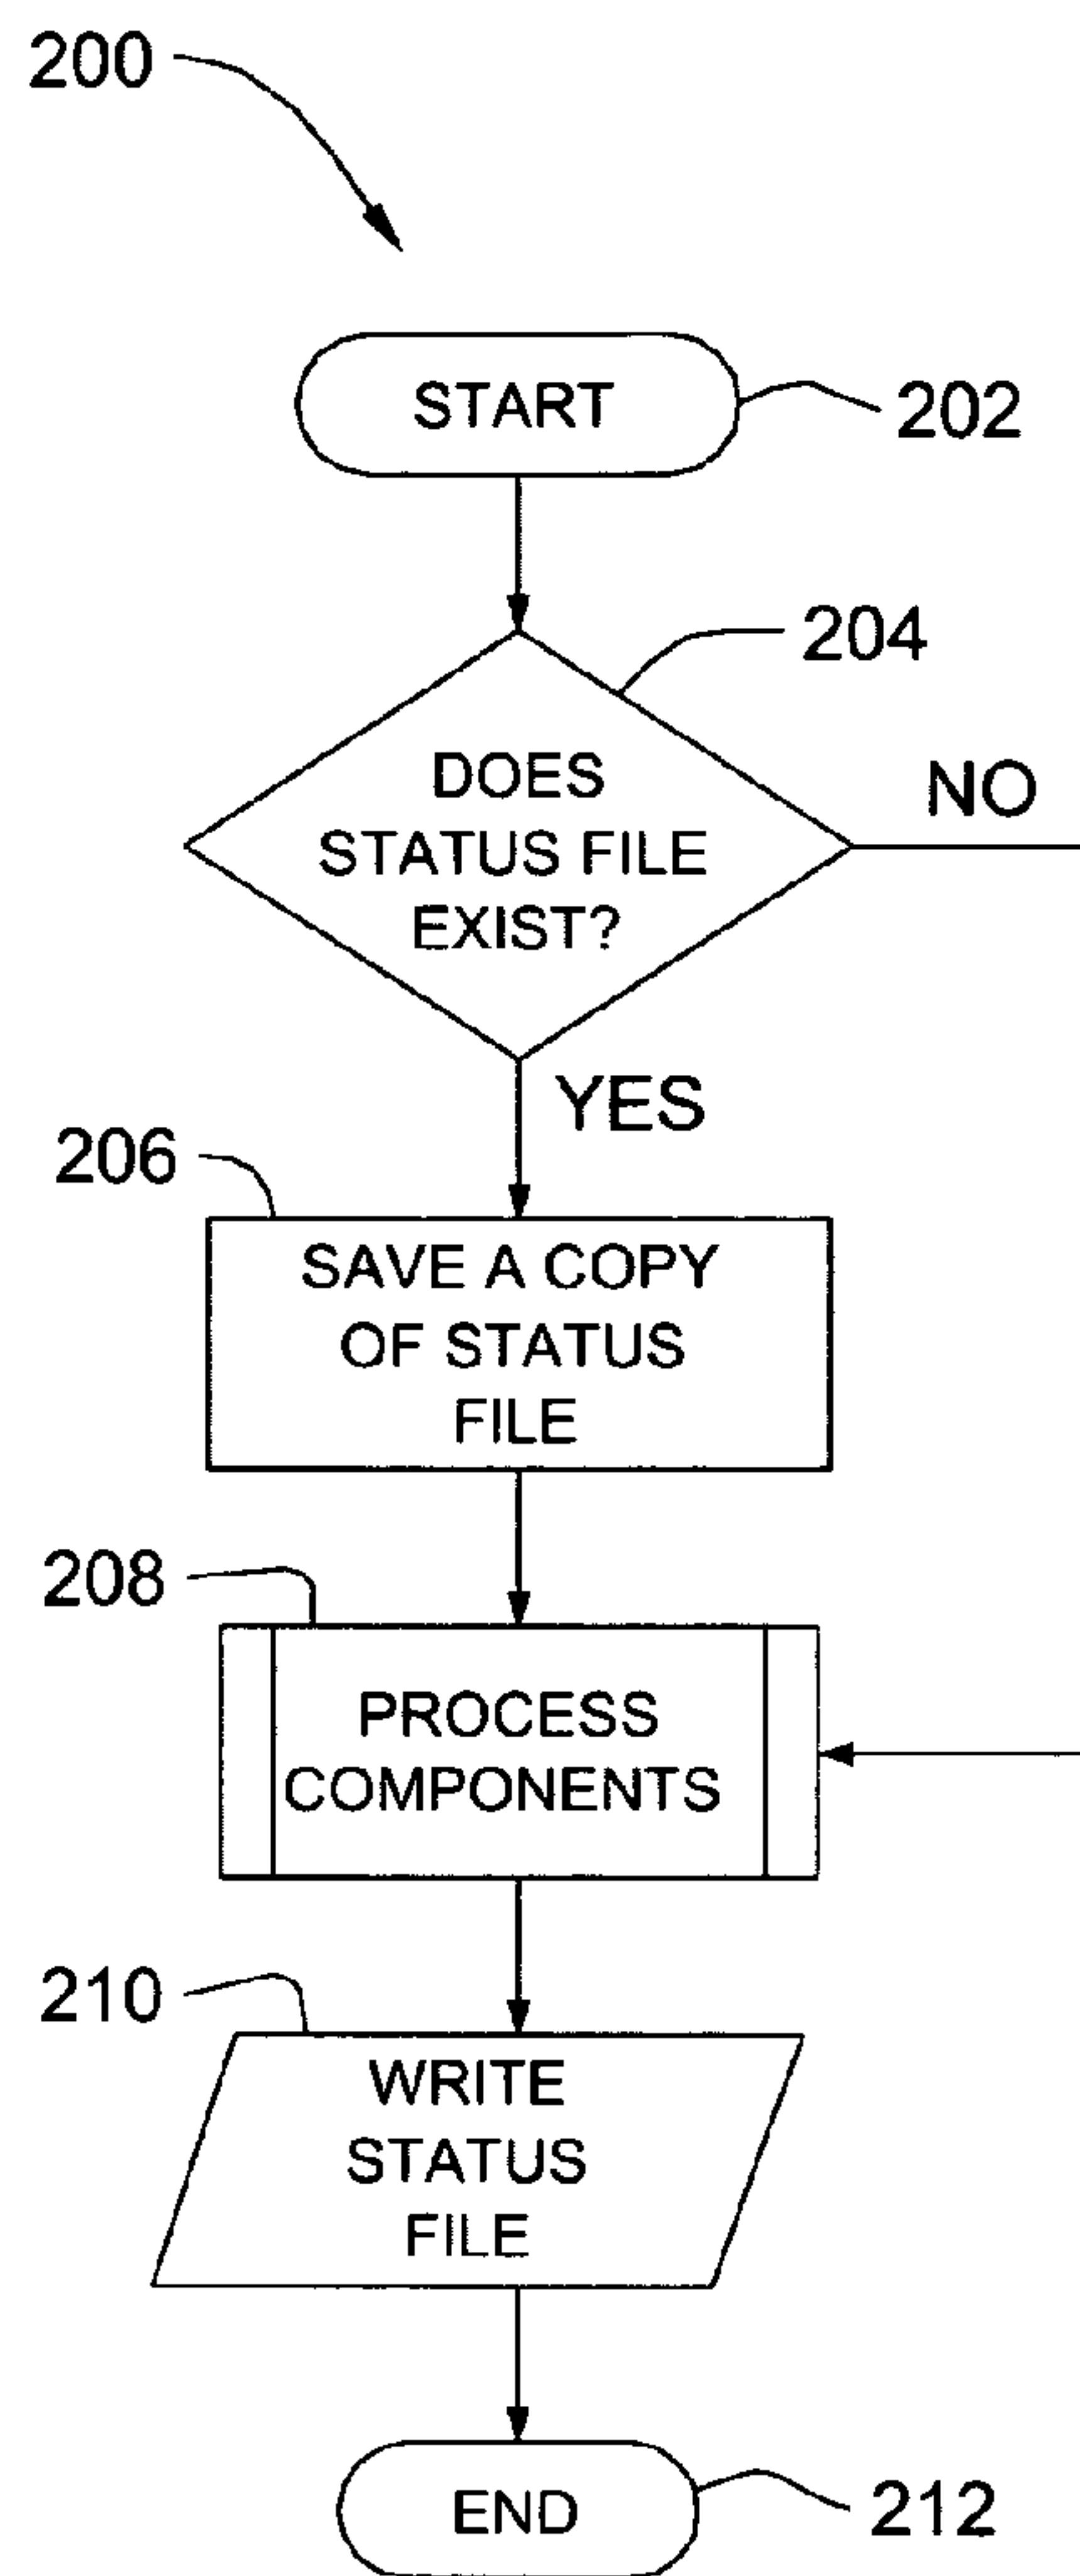 200
START
202
204
DOES
STATUS FILE
EXIST?
NO
YES
206
SAVE A COPY
OF STATUS
FILE
208
PROCESS
COMPONENTS
210
WRITE
STATUS
FILE
END
212